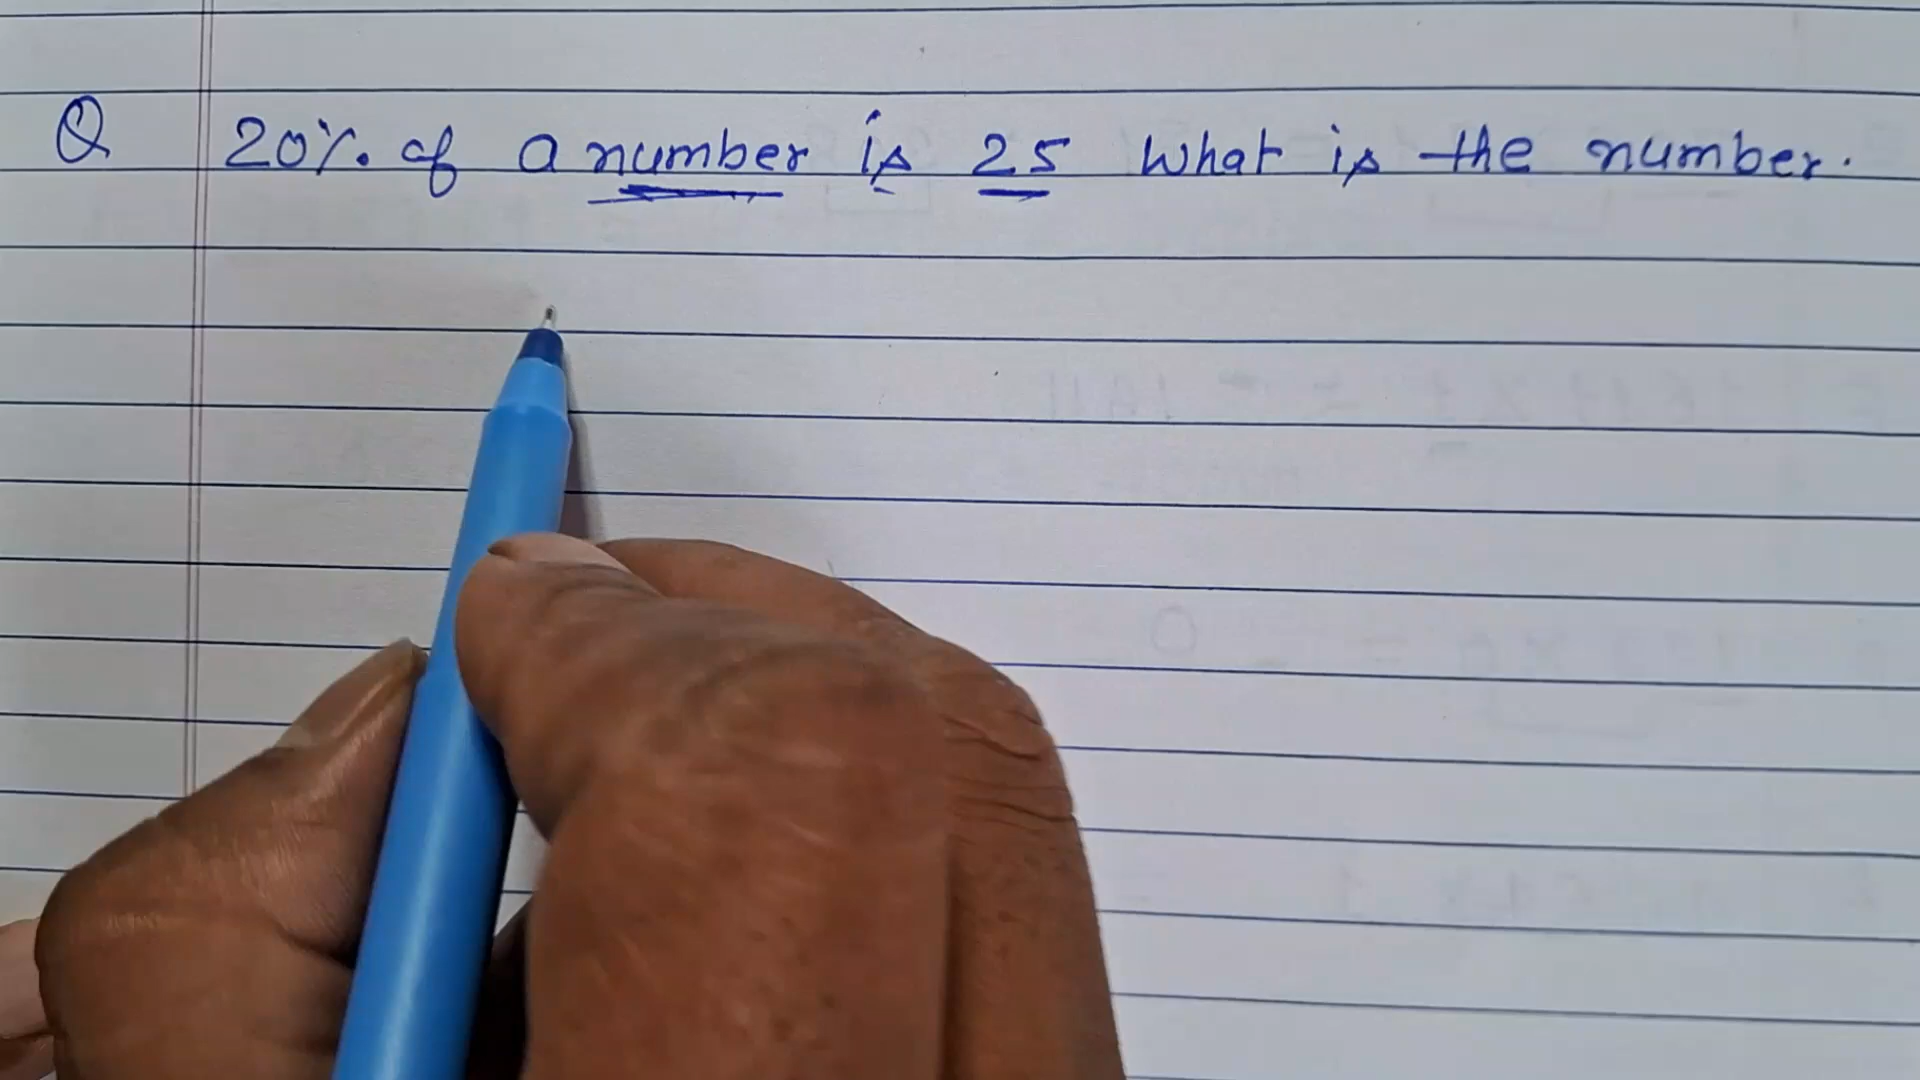 Q 20% of a number is 25 What is the number.